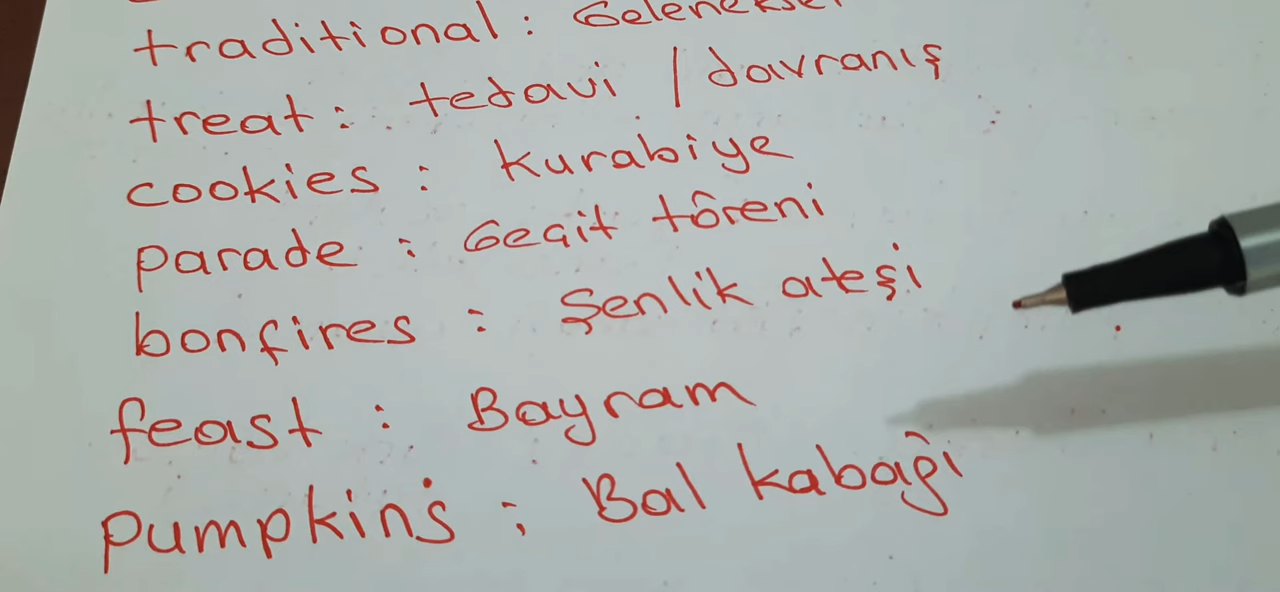 traditional : Geleneksel
treat : tedavi / davranış
cookies : kurabiye
parade : Geçit töreni
bonfires : Şenlik ateşi
feast : Bayram
pumpkins : Bal kabağı